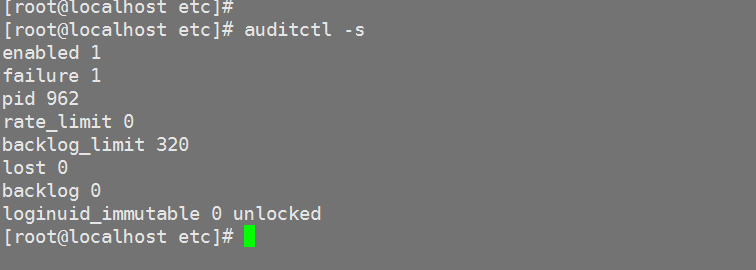 [root@localhost etc]#
[root@localhost etc]# auditctl -s
enabled 1
failure 1
pid 962
rate_limit 0
backlog_limit 320
lost 0
backlog 0
loginuid_immutable 0 unlocked
[root@localhost etc]#